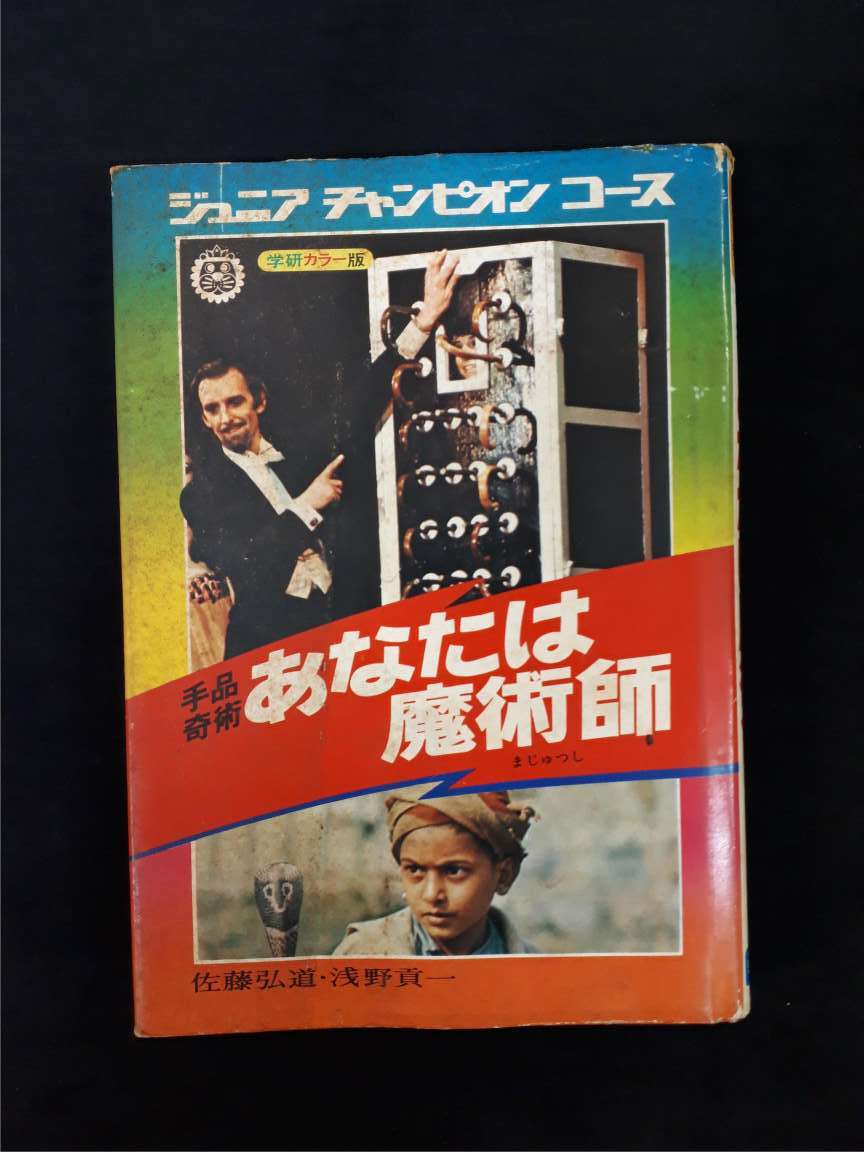 ジュニア チャンピオン コース
学研カラー版
手品
奇術
あなたは
魔術師
まじゅつし
佐藤弘道・浅野貢一